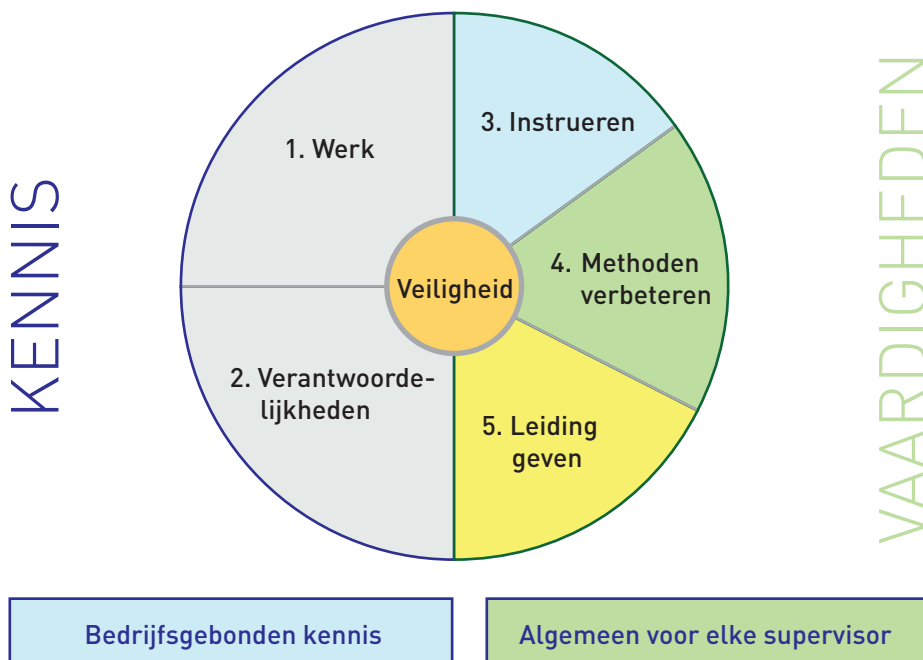 KENNIS
1. Werk
2. Verantwoorde-
lijkheden
Veiligheid
3. Instrueren
4. Methoden
verbeteren
5. Leiding
geven
VAARDIGHEDEN
Bedrijfsgebonden kennis
Algemeen voor elke supervisor